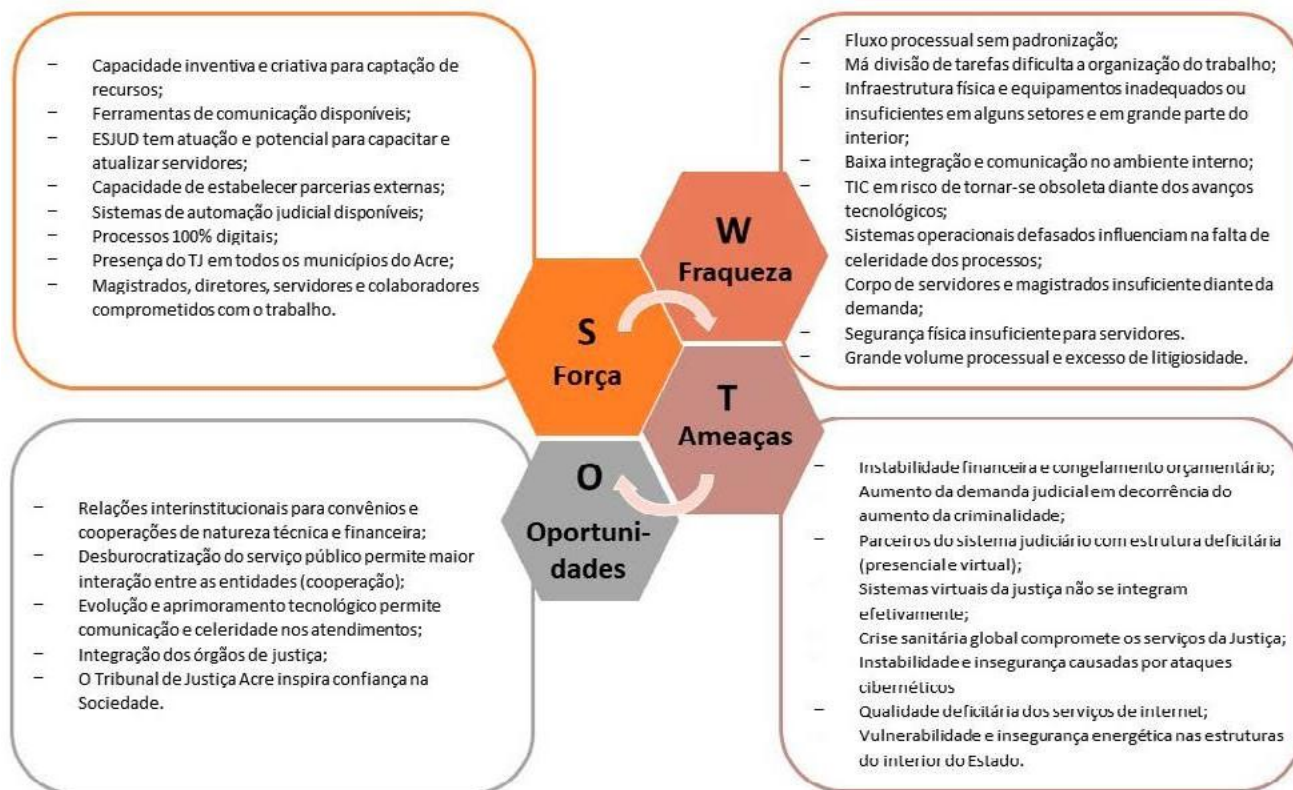 – Capacidade inventiva e criativa para captação de
recursos;
– Ferramentas de comunicação disponíveis;
– ESJUD tem atuação e potencial para capacitar e
atualizar servidores;
– Capacidade de estabelecer parcerias externas;
– Sistemas de automação judicial disponíveis;
– Processos 100% digitais;
– Presença do TJ em todos os municípios do Acre;
– Magistrados, diretores, servidores e colaboradores
comprometidos com o trabalho.
– Fluxo processual sem padronização;
– Má divisão de tarefas dificulta a organização do trabalho;
– Infraestrutura física e equipamentos inadequados ou
insuficientes em alguns setores e em grande parte do
interior;
– Baixa integração e comunicação no ambiente interno;
– TIC em risco de tornar-se obsoleta diante dos avanços
tecnológicos;
Sistemas operacionais defasados influenciam na falta de
celeridade dos processos;
Corpo de servidores e magistrados insuficiente diante da
demanda;
– Segurança física insuficiente para servidores.
– Grande volume processual e excesso de litigiosidade.
W
Fraqueza
S
Força
T
Ameaças
O
Oportuni-
dades
– Relações interinstitucionais para convênios e
cooperações de natureza técnica e financeira;
– Desburocratização do serviço público permite maior
interação entre as entidades (cooperação);
– Evolução e aprimoramento tecnológico permite
comunicação e celeridade nos atendimentos;
– Integração dos órgãos de justiça;
– O Tribunal de Justiça Acre inspira confiança na
Sociedade.
– Instabilidade financeira e congelamento orçamentário;
Aumento da demanda judicial em decorrência do
aumento da criminalidade;
– Parceiros do sistema judiciário com estrutura deficitária
(presencial e virtual);
Sistemas virtuais da justiça não se integram
efetivamente;
Crise sanitária global compromete os serviços da Justiça;
Instabilidade e insegurança causadas por ataques
cibernéticos
– Qualidade deficitária dos serviços de internet;
Vulnerabilidade e insegurança energética nas estruturas
do interior do Estado.